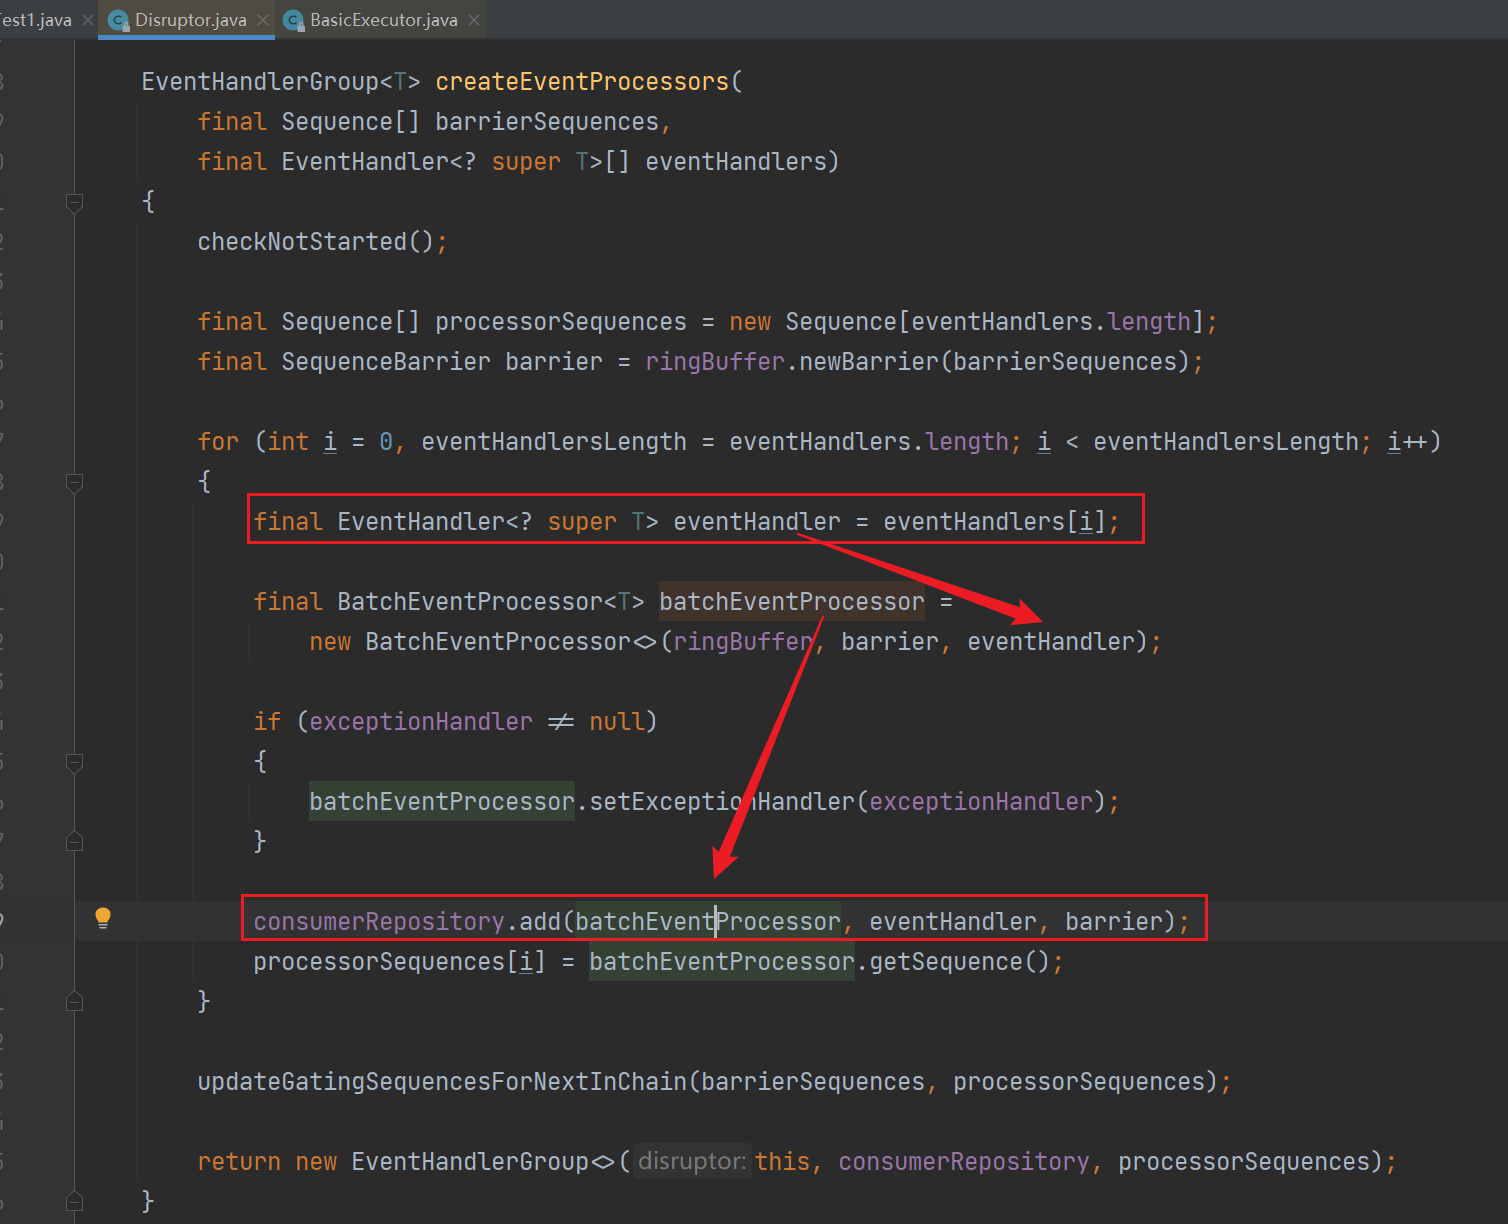 Test1.java Disruptor.java BasicExecutor.java
EventHandlerGroup<T> createEventProcessors(
final Sequence[] barrierSequences,
final EventHandler<? super T>[] eventHandlers)
{
checkNotStarted();
final Sequence[] processorSequences = new Sequence[eventHandlers.length];
final SequenceBarrier barrier = ringBuffer.newBarrier(barrierSequences);
for (int i = 0, eventHandlersLength = eventHandlers.length; i < eventHandlersLength; i++)
{
final EventHandler<? super T> eventHandler = eventHandlers[i];
final BatchEventProcessor<T> batchEventProcessor =
new BatchEventProcessor<>(ringBuffer, barrier, eventHandler);
if (exceptionHandler != null)
{
batchEventProcessor.setExceptionHandler(exceptionHandler);
}
consumerRepository.add(batchEventProcessor, eventHandler, barrier);
processorSequences[i] = batchEventProcessor.getSequence();
}
updateGatingSequencesForNextInChain(barrierSequences, processorSequences);
return new EventHandlerGroup<>(disruptor: this, consumerRepository, processorSequences);
}